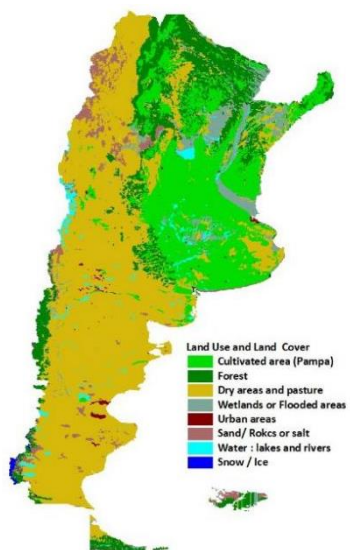 Land Use and Land Cover
Cultivated area (Pampa)
Forest
Dry areas and pasture
Wetlands or Flooded areas
Urban areas
Sand/ Rokcs or salt
Water : lakes and rivers
Snow / Ice